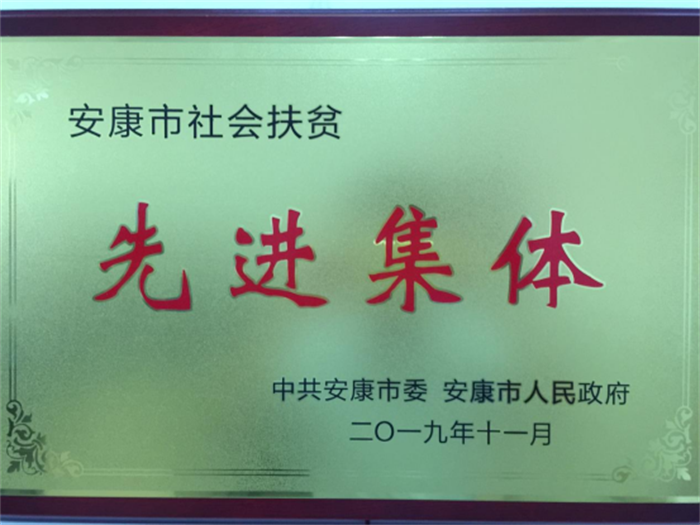 安康市社会扶贫
先进集体
中共安康市委 安康市人民政府
二〇一九年十一月